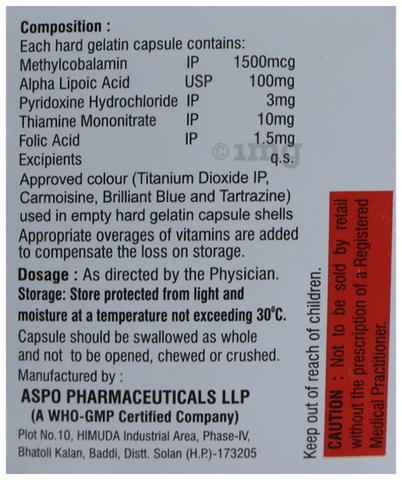 Composition :
Each hard gelatin capsule contains:
Methylcobalamin IP 1500mcg
Alpha Lipoic Acid USP 100mg
Pyridoxine Hydrochloride IP 3mg
Thiamine Mononitrate IP 10mg
Folic Acid IP 1.5mg
Excipients q.s.
©1mg
Approved colour (Titanium Dioxide IP,
Carmoisine, Brilliant Blue and Tartrazine)
used in empty hard gelatin capsule shells
Appropriate overages of vitamins are added
to compensate the loss on storage.
Dosage : As directed by the Physician.
Storage: Store protected from light and
moisture at a temperature not exceeding 30°C.
Capsule should be swallowed as whole
and not to be opened, chewed or crushed.
Manufactured by :
ASPO PHARMACEUTICALS LLP
(A WHO-GMP Certified Company)
Plot No.10, HIMUDA Industrial Area, Phase-IV,
Bhatoli Kalan, Baddi, Distt. Solan (H.P.)-173205
Keep out of reach of children.
CAUTION : Not to be sold by retail
without the prescription of a Registered
Medical Practitioner.